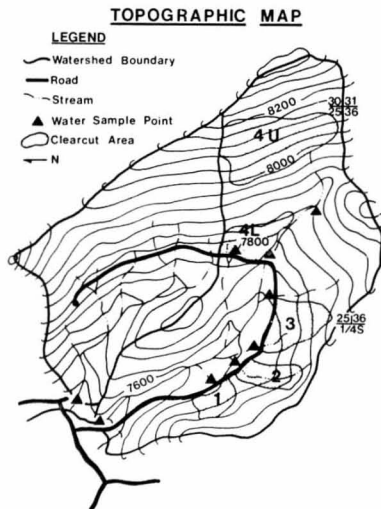 TOPOGRAPHIC MAP
LEGEND
Watershed Boundary
Road
Stream
Water Sample Point
Clearcut Area
N
8200
30 31
25 36
4U
8000
4L
7800
3
25 36
1/4S
7600
2
1